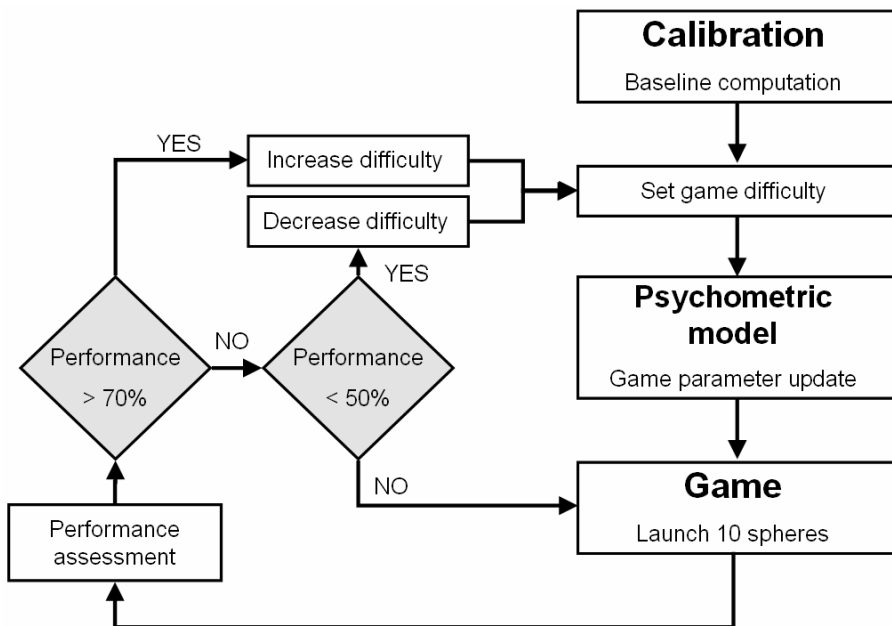 Calibration
Baseline computation
YES
Increase difficulty
Set game difficulty
Decrease difficulty
YES
Psychometric
model
Game parameter update
NO
Performance
> 70%
Performance
< 50%
NO
Game
Launch 10 spheres
Performance
assessment